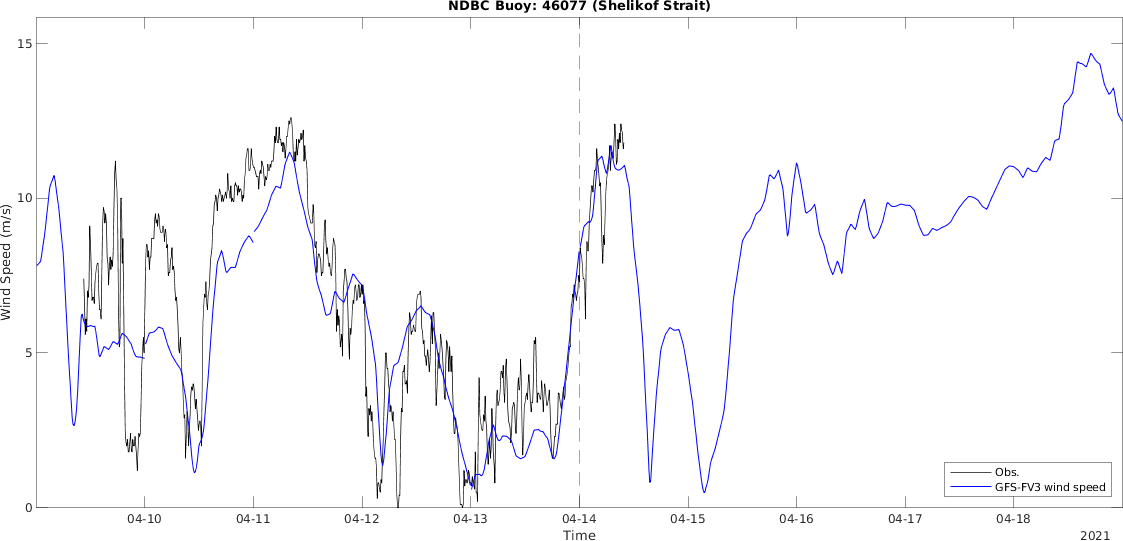 NDBC Buoy: 46077 (Shelikof Strait)
15
10
5
0
Wind Speed (m/s)
04-10 04-11 04-12 04-13 04-14 04-15 04-16 04-17 04-18
Time
2021
Obs.
GFS-FV3 wind speed